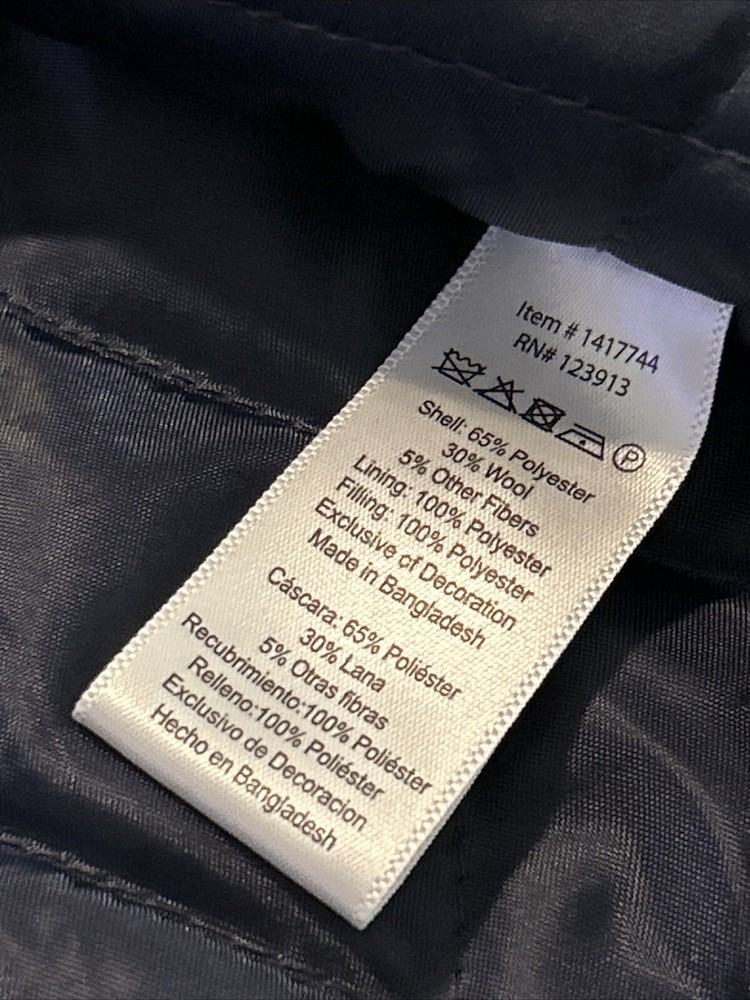 Item # 1417744
RN# 123913
P
Shell: 65% Polyester
30% Wool
5% Other Fibers
Lining: 100% Polyester
Filling: 100% Polyester
Exclusive of Decoration
Made in Bangladesh
Cáscara: 65% Poliéster
30% Lana
5% Otras fibras
Recubrimiento:100% Poliéster
Relleno:100% Poliéster
Exclusivo de Decoracion
Hecho en Bangladesh